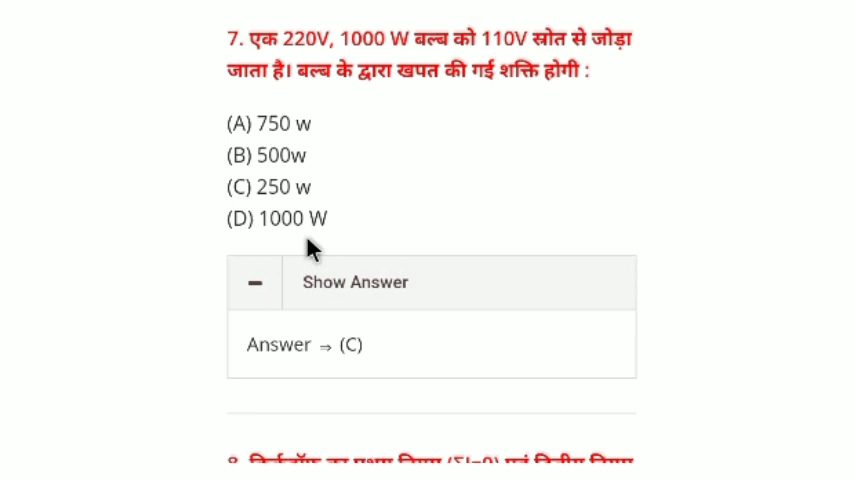 7. एक 220V, 1000 W बल्ब को 110V स्रोत से जोड़ा
जाता है। बल्ब के द्वारा खपत की गई शक्ति होगी :
(A) 750 w
(B) 500w
(C) 250 w
(D) 1000 W
Show Answer
Answer ⇒ (C)